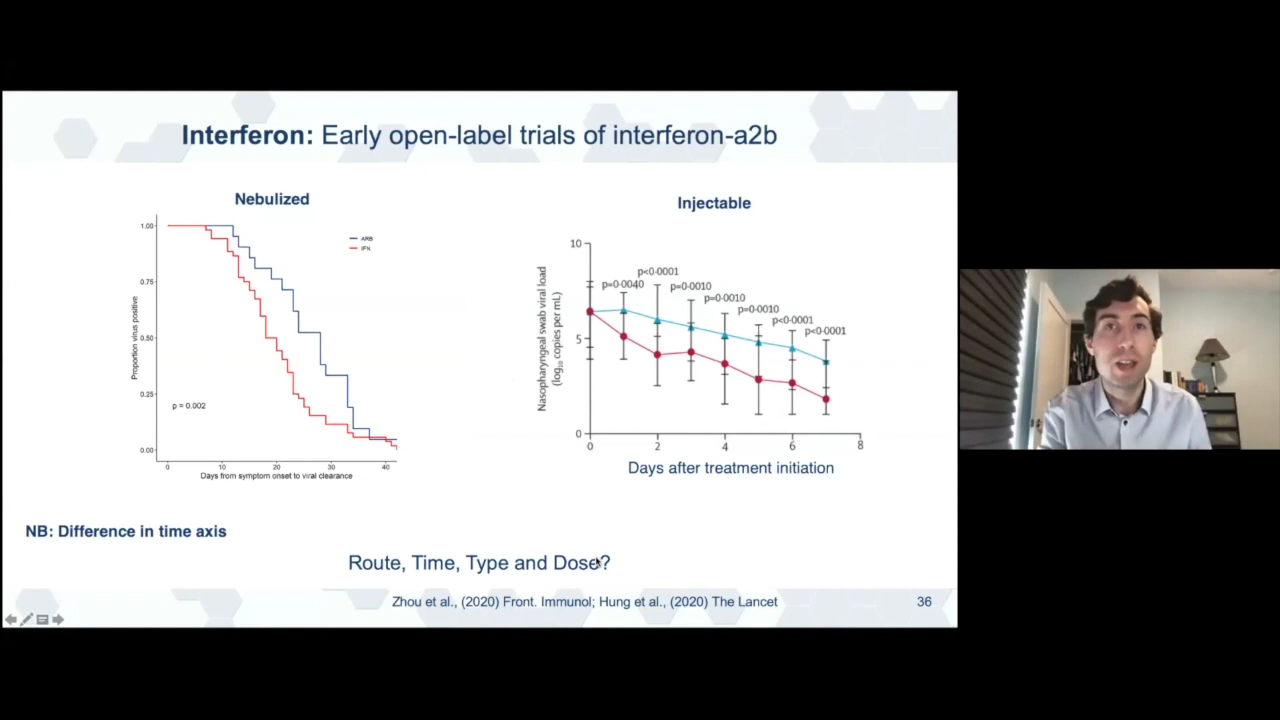 Interferon: Early open-label trials of interferon-a2b
Nebulized
Proportion virus positive
1.00
0.75
0.50
0.25
0.00
ARB
IFN
p = 0.002
0 10 20 30 40
Days from symptom onset to viral clearance
Injectable
Nasopharyngeal swab viral load
(log₁₀ copies per mL)
10
5
0
p=0·0040
p<0·0001
p=0·0010
p=0·0010
p=0·0010
p<0·0001
p<0·0001
0 2 4 6 8
Days after treatment initiation
NB: Difference in time axis
Route, Time, Type and Dose?
Zhou et al., (2020) Front. Immunol; Hung et al., (2020) The Lancet
36